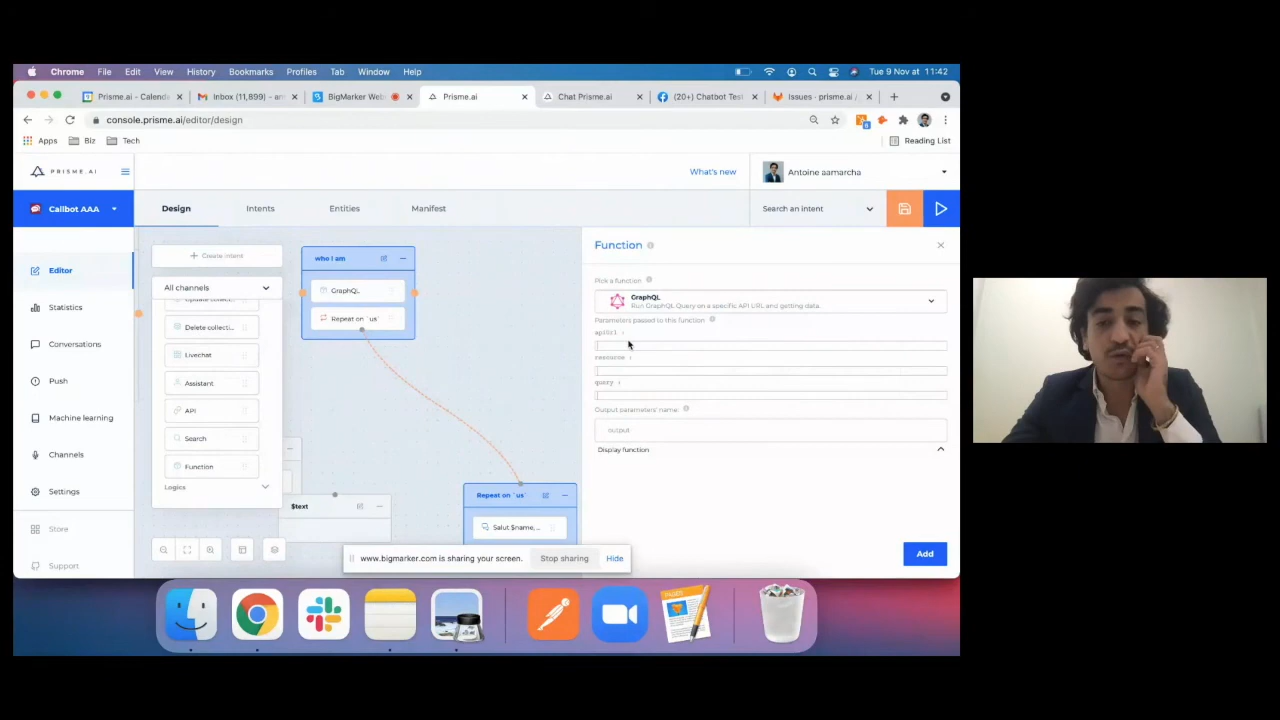 Chrome File Edit View History Bookmarks Profiles Tab Window Help Tue 9 Nov at 11:42
Prisme.ai - Calenda Inbox (11,899) - am BigMarker Web Prisme.ai Chat Prisme.ai (20+) Chatbot Test Issues · prisme.ai /
console.prisme.ai/editor/design
Apps Biz Tech Reading List
PRISME.AI What's new Antoine aamarcha
Callbot AAA Design Intents Entities Manifest Search an intent
Editor
Statistics
Conversations
Push
Machine learning
Channels
Settings
Store
Support
Create intent
All channels
Update collect...
Delete collecti...
Livechat
Assistant
API
Search
Function
Logics
who I am
GraphQL
Repeat on `us`
$text
Repeat on `us`
Salut $name,...
Function
Pick a function
GraphQL
Run GraphQL Query on a specific API URL and getting data.
Parameters passed to this function
apiUrl :
resource :
query :
Output parameters' name:
output
Display function
Add
www.bigmarker.com is sharing your screen. Stop sharing Hide